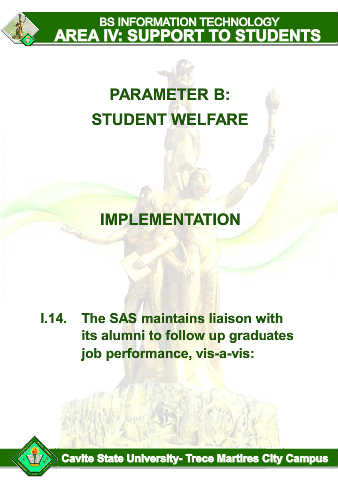 BS INFORMATION TECHNOLOGY
AREA IV: SUPPORT TO STUDENTS
PARAMETER B:
STUDENT WELFARE
IMPLEMENTATION
I.14. The SAS maintains liaison with
its alumni to follow up graduates
job performance, vis-a-vis:
Cavite State University- Trece Martires City Campus